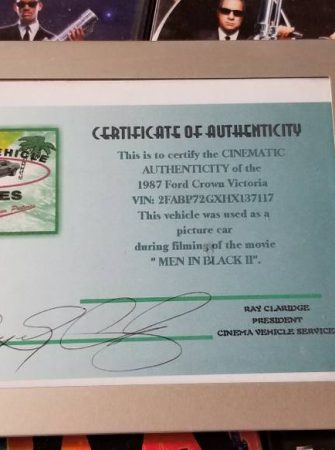 CERTIFICATE OF AUTHENTICITY
This is to certify the CINEMATIC
AUTHENTICITY of the
1987 Ford Crown Victoria
VIN: 2FABP72GXHX137117
This vehicle was used as a
picture car
during filming of the movie
" MEN IN BLACK II".
RAY CLARIDGE
PRESIDENT
CINEMA VEHICLE SERVICE